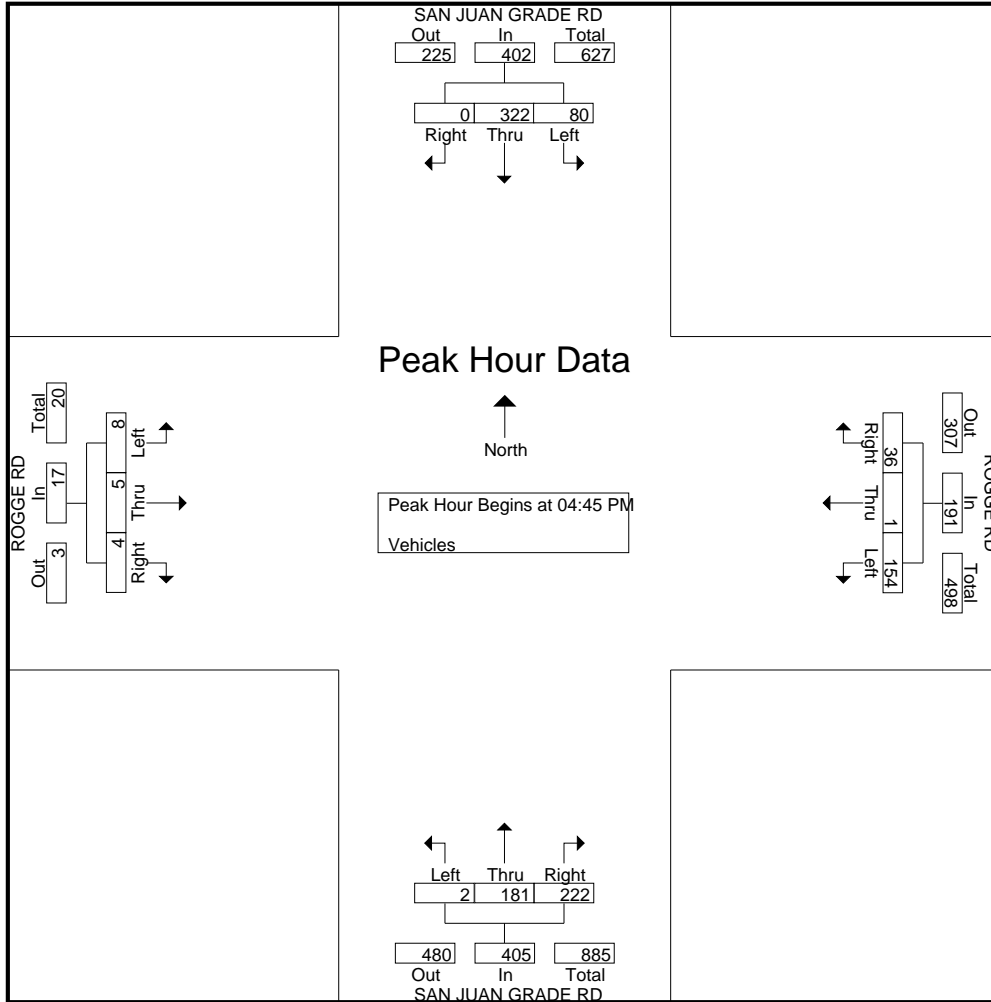 SAN JUAN GRADE RD
Out In Total
225 402 627
0 322 80
Right Thru Left
Peak Hour Data
North
Peak Hour Begins at 04:45 PM
Vehicles
ROGGE RD
Total In Out
20 17 3
8 5 4
Left Thru Right
Right Thru Left
36 1 154
Out In Total
307 191 498
ROGGE RD
Left Thru Right
2 181 222
480 405 885
Out In Total
SAN JUAN GRADE RD